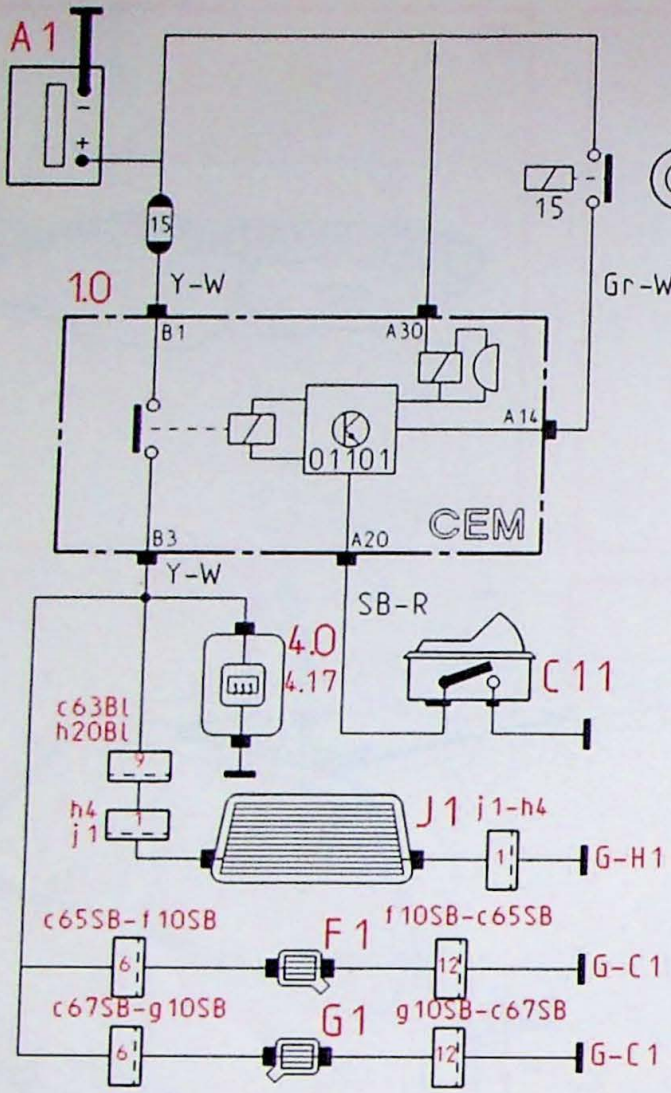 A1
-
+
15
15
1.0
Y-W
Gr-W
B1
A30
A14
01101
CEM
B3
A20
Y-W
SB-R
4.0
4.17
C11
c63Bl
h20Bl
9
h4
j1
1
J1
j1-h4
1
G-H1
c65SB-f10SB
F1
f10SB-c65SB
6
12
G-C1
c67SB-g10SB
G1
g10SB-c67SB
6
12
G-C1